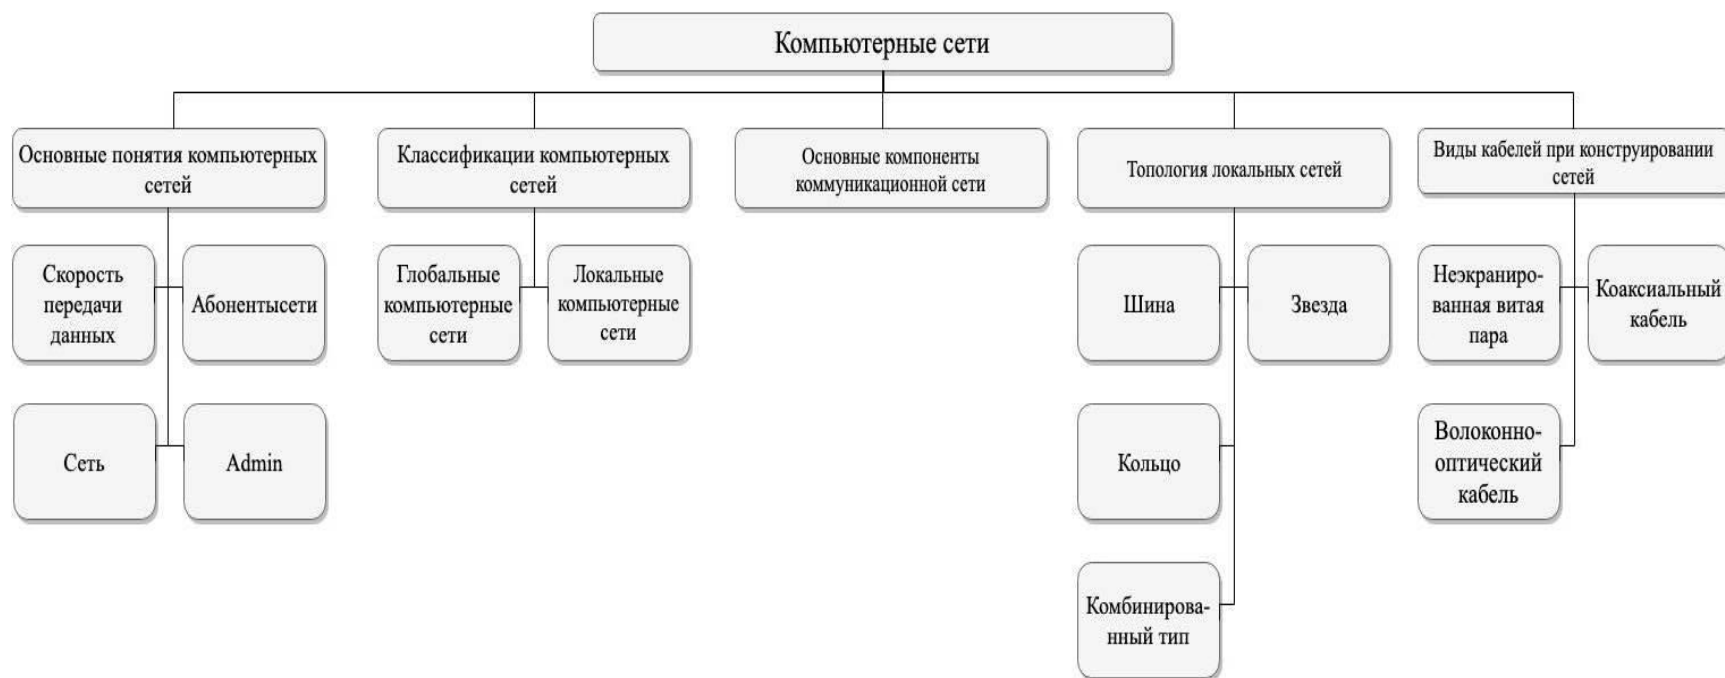 Компьютерные сети
Основные понятия компьютерных
сетей
Классификации компьютерных
сетей
Основные компоненты
коммуникационной сети
Топология локальных сетей
Виды кабелей при конструировании
сетей
Скорость
передачи
данных
Абонентысети
Глобальные
компьютерные
сети
Локальные
компьютерные
сети
Шина
Звезда
Неэканиро-
ванная витая
пара
Коаксиальный
кабель
Сеть
Admin
Кольцо
Волоконно-
оптический
кабель
Комбинирова-
нный тип